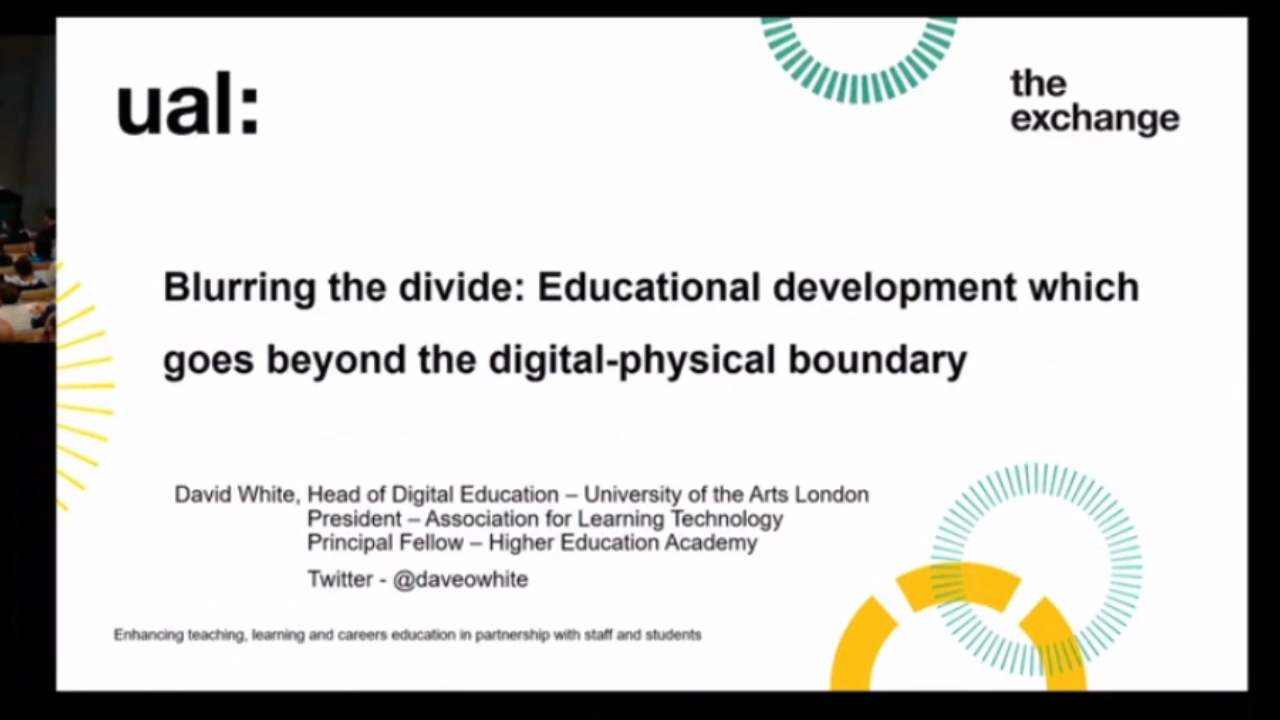 ual:
the
exchange
Blurring the divide: Educational development which
goes beyond the digital-physical boundary
David White, Head of Digital Education – University of the Arts London
President – Association for Learning Technology
Principal Fellow – Higher Education Academy
Twitter - @daveowhite
Enhancing teaching, learning and careers education in partnership with staff and students